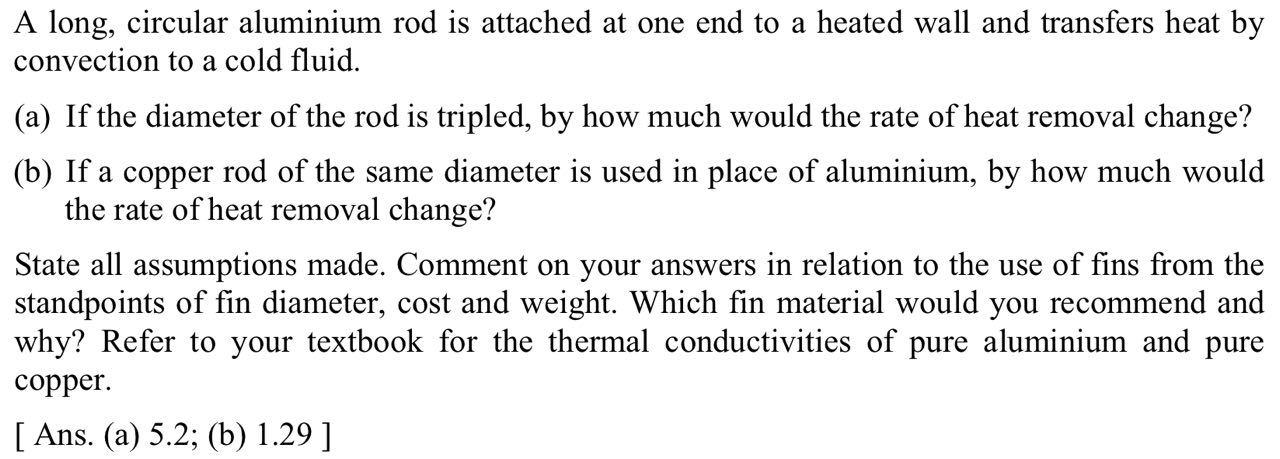 A long, circular aluminium rod is attached at one end to a heated wall and transfers heat by
convection to a cold fluid.
(a) If the diameter of the rod is tripled, by how much would the rate of heat removal change?
(b) If a copper rod of the same diameter is used in place of aluminium, by how much would
the rate of heat removal change?
State all assumptions made. Comment on your answers in relation to the use of fins from the
standpoints of fin diameter, cost and weight. Which fin material would you recommend and
why? Refer to your textbook for the thermal conductivities of pure aluminium and pure
copper.
[ Ans. (a) 5.2; (b) 1.29 ]